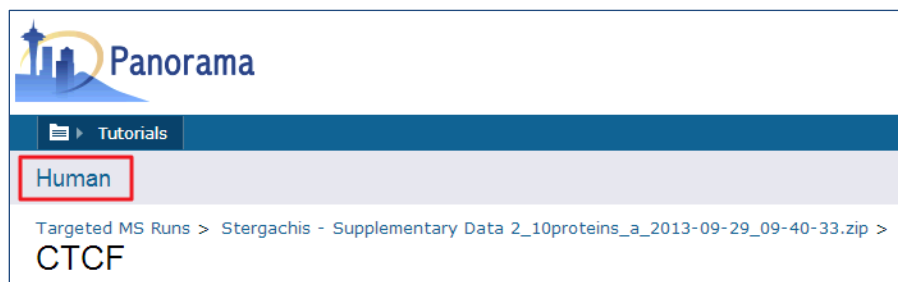 Panorama
Tutorials
Human
Targeted MS Runs > Stergachis - Supplementary Data 2_10proteins_a_2013-09-29_09-40-33.zip >
CTCF